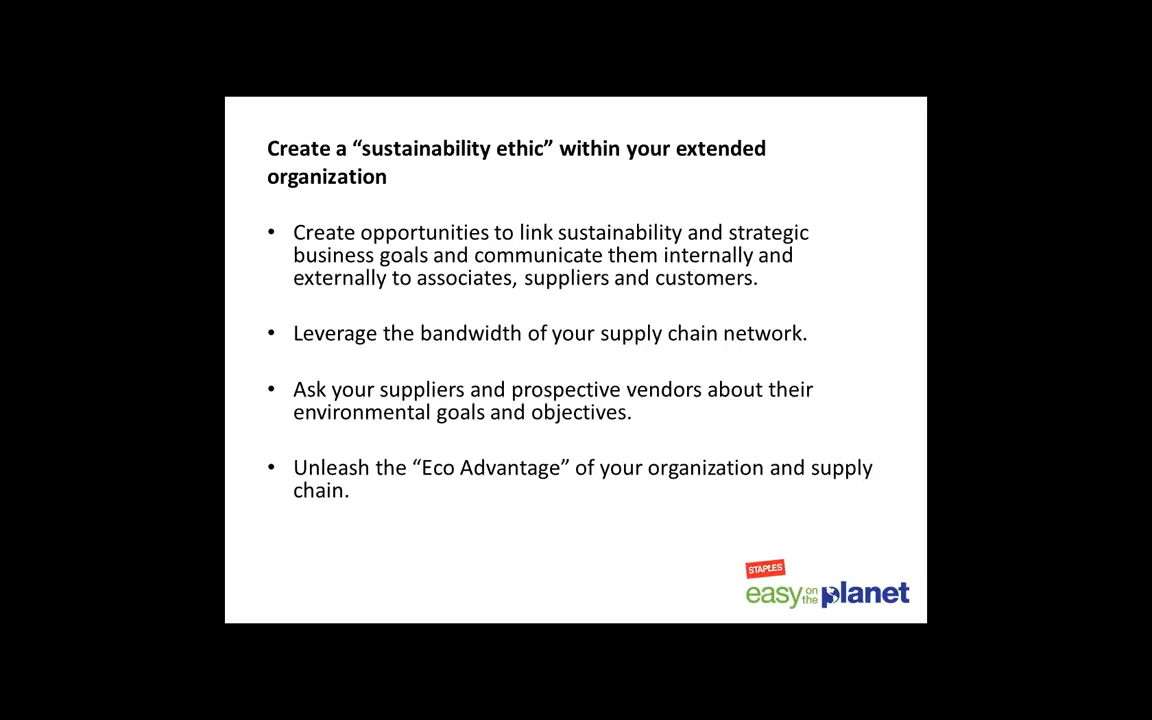 Create a “sustainability ethic” within your extended
organization
• Create opportunities to link sustainability and strategic
business goals and communicate them internally and
externally to associates, suppliers and customers.
• Leverage the bandwidth of your supply chain network.
• Ask your suppliers and prospective vendors about their
environmental goals and objectives.
• Unleash the “Eco Advantage” of your organization and supply
chain.
STAPLES
easy on the planet